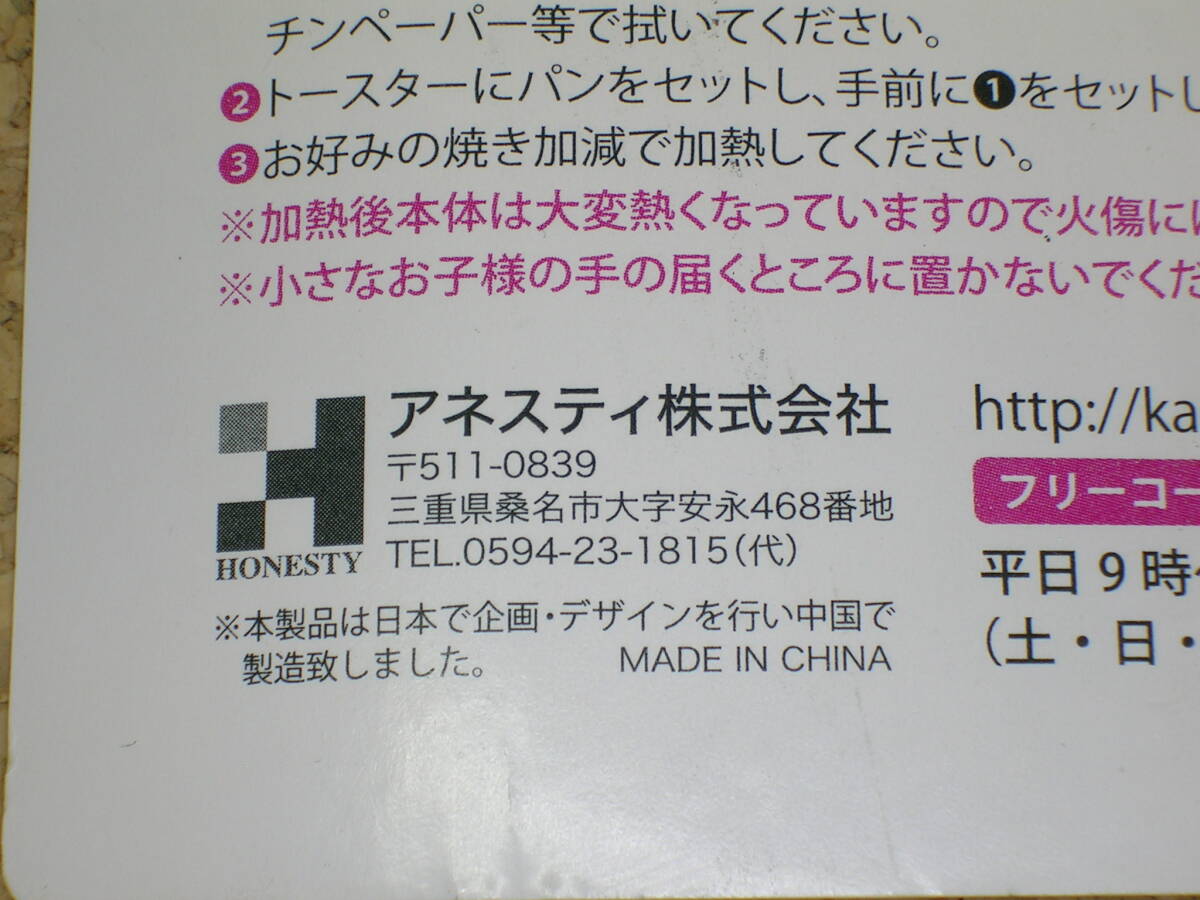 チンペーパー等で拭いてください。
❷トースターにパンをセットし、手前に❶をセットし
❸お好みの焼き加減で加熱してください。
※加熱後本体は大変熱くなっていますので火傷に
※小さなお子様の手の届くところに置かないでくだ
アネスティ株式会社
〒511-0839
三重県桑名市大字安永468番地
TEL.0594-23-1815(代)
HONESTY
※本製品は日本で企画・デザインを行い中国で
製造致しました。 MADE IN CHINA
http://ka
フリーコー
平日9時
(土・日・